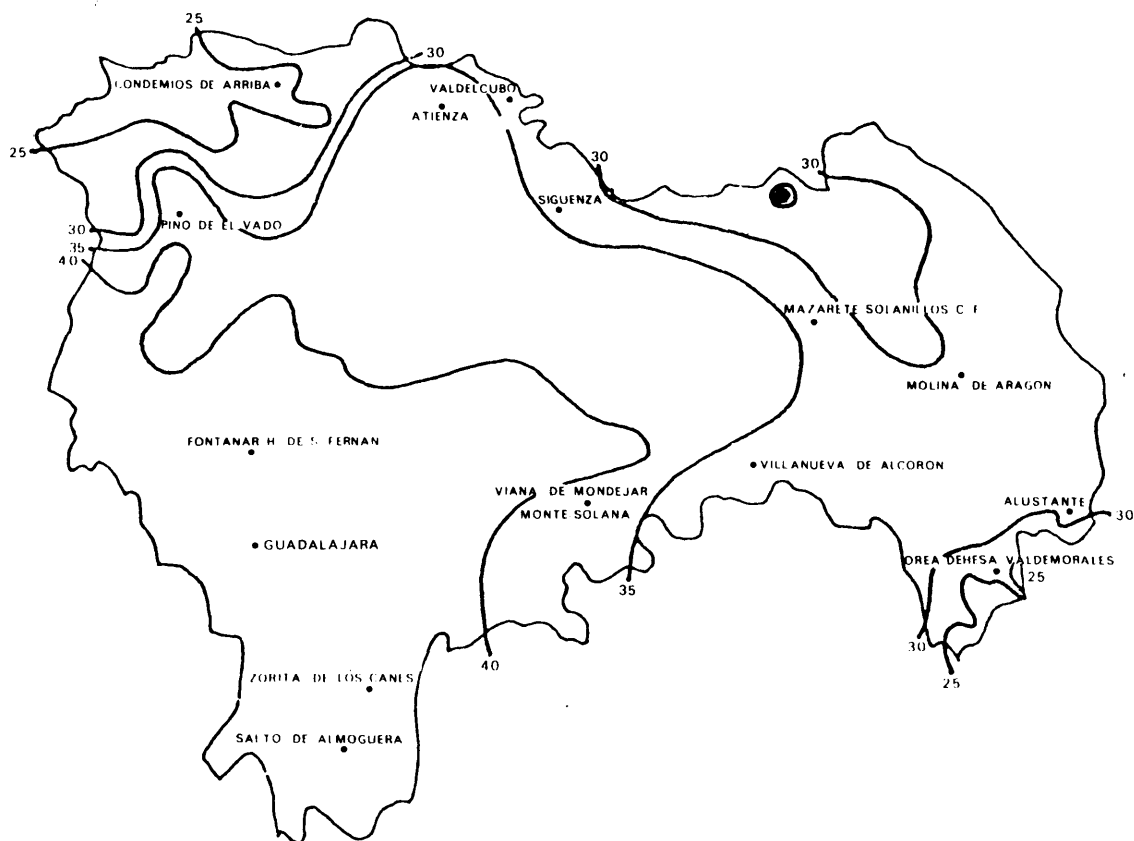 25
30
CONDEMIOS DE ARRIBA
VALDELCUBO
ATIENZA
25
30
30
SIGUENZA
PINO DE EL VADO
30
35
40
MAZARETE SOLANILLOS C F
MOLINA DE ARAGON
FONTANAR H DE S FERNAN
VILLANUEVA DE ALCORON
VIANA DE MONDEJAR
MONTE SOLANA
ALUSTANTE
30
GUADALAJARA
OREA DEHESA VALDEMORALES
25
35
30
40
25
ZORITA DE LOS CANES
SALTO DE ALMOGUERA